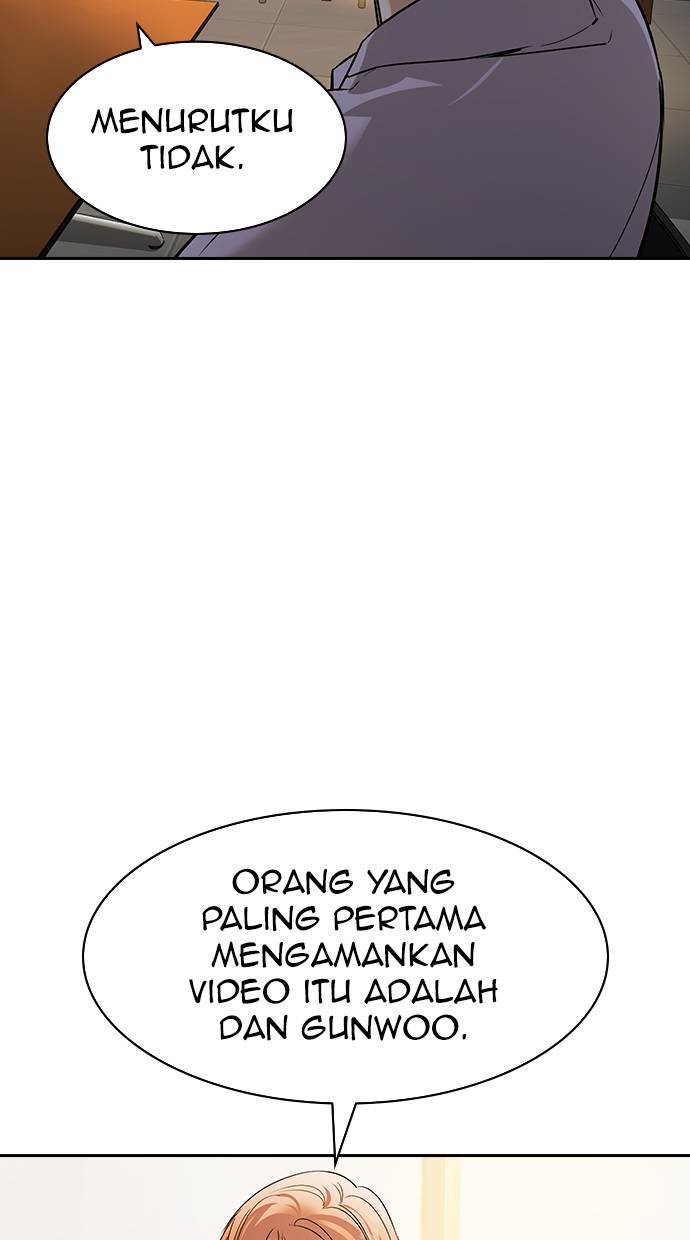 MENURUTKU
TIDAK.
ORANG YANG
PALING PERTAMA
MENGAMANKAN
VIDEO ITU ADALAH
DAN GUNWOO.